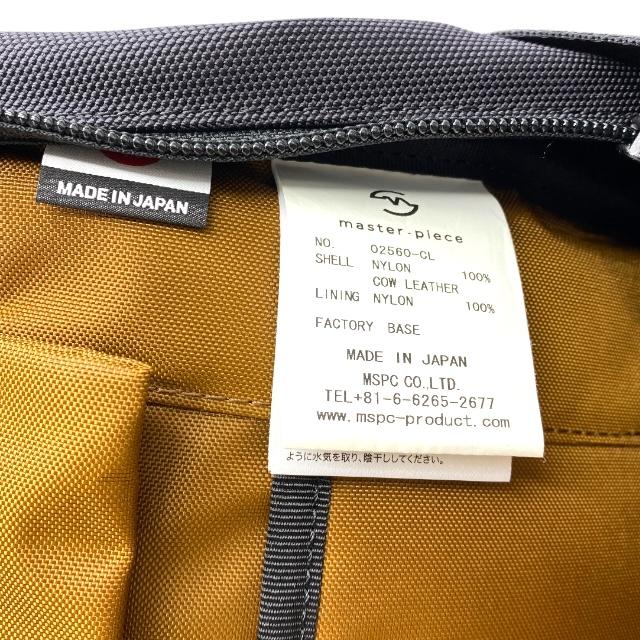 MADE IN JAPAN
master-piece
NO. 02560-CL
SHELL NYLON 100%
COW LEATHER
LINING NYLON 100%
FACTORY BASE
MADE IN JAPAN
MSPC CO.,LTD.
TEL+81-6-6265-2677
www.mspc-product.com
ように水気を取り、陰干ししてください。